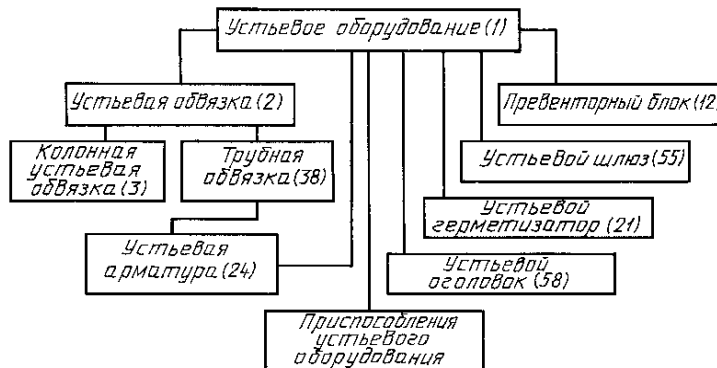 Устьевое оборудование(1)
Устьевая обвязка(2)
Превенторный блок(12)
Колонная
устьевая
обвязка(3)
Трубная
обвязка(38)
Устьевой шлюз(55)
Устьевой
герметизатор(21)
Устьевая
арматура(24)
Устьевой
оголовок(58)
Приспособления
устьевого
оборудования